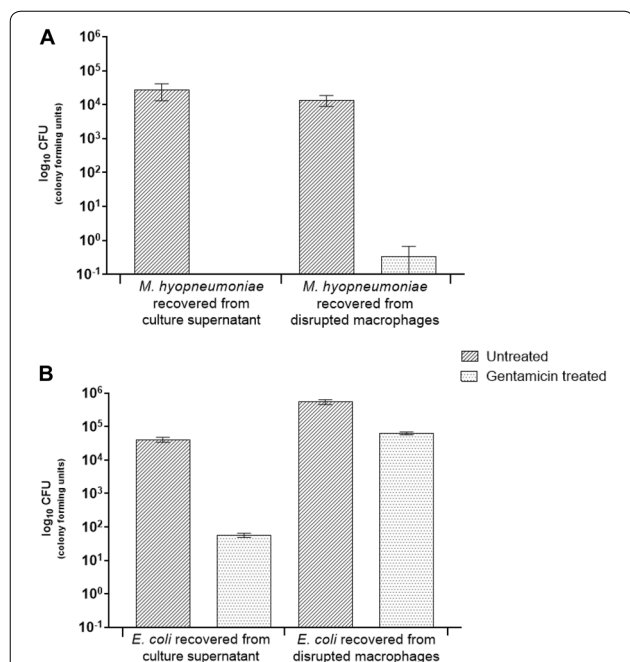 A
10⁶
10⁵
10⁴
10³
10²
10¹
10⁰
10⁻¹
log₁₀ CFU
(colony forming units)
M. hyopneumoniae
recovered from
culture supernatant
M. hyopneumoniae
recovered from
disrupted macrophages
Untreated
Gentamicin treated
B
10⁶
10⁵
10⁴
10³
10²
10¹
10⁰
10⁻¹
log₁₀ CFU
(colony forming units)
E. coli recovered from
culture supernatant
E. coli recovered from
disrupted macrophages